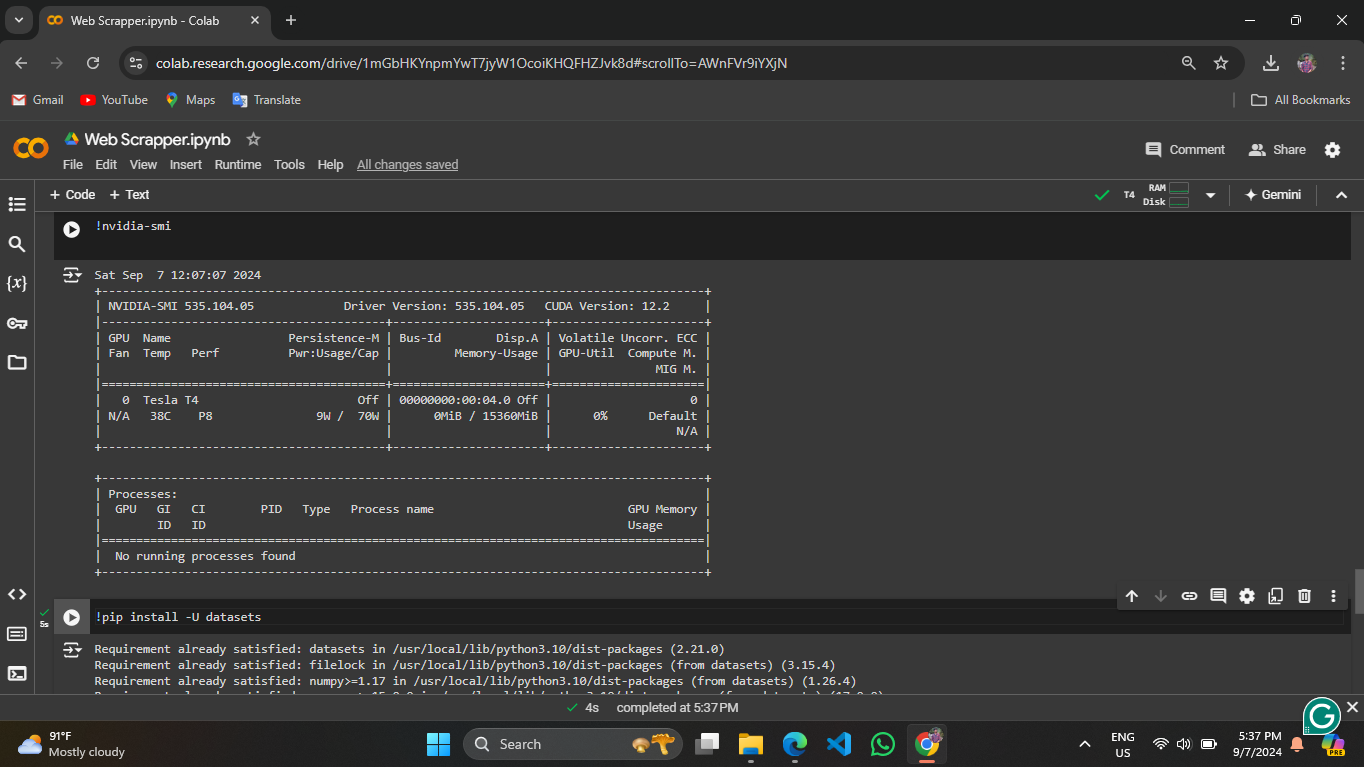 Web Scrapper.ipynb - Colab
colab.research.google.com/drive/1mGbHKYnpmYwT7jyW1OcoiKHQFHZJvk8d#scrollTo=AWnFVr9iYXjN
Gmail YouTube Maps Translate All Bookmarks
Web Scrapper.ipynb
Comment Share
File Edit View Insert Runtime Tools Help All changes saved
+ Code + Text T4 RAM Disk Gemini
!nvidia-smi
Sat Sep  7 12:07:07 2024
NVIDIA-SMI 535.104.05 Driver Version: 535.104.05 CUDA Version: 12.2
GPU Name Persistence-M | Bus-Id Disp.A | Volatile Uncorr. ECC
Fan Temp Perf Pwr:Usage/Cap | Memory-Usage | GPU-Util Compute M.
MIG M.
0 Tesla T4 Off | 00000000:00:04.0 Off | 0
N/A 38C P8 9W / 70W | 0MiB / 15360MiB | 0% Default
N/A
Processes:
GPU GI CI PID Type Process name GPU Memory
ID ID Usage
No running processes found
5s
!pip install -U datasets
Requirement already satisfied: datasets in /usr/local/lib/python3.10/dist-packages (2.21.0)
Requirement already satisfied: filelock in /usr/local/lib/python3.10/dist-packages (from datasets) (3.15.4)
Requirement already satisfied: numpy>=1.17 in /usr/local/lib/python3.10/dist-packages (from datasets) (1.26.4)
4s completed at 5:37 PM
91°F
Mostly cloudy
Search
ENG
US
5:37 PM
9/7/2024
PRE